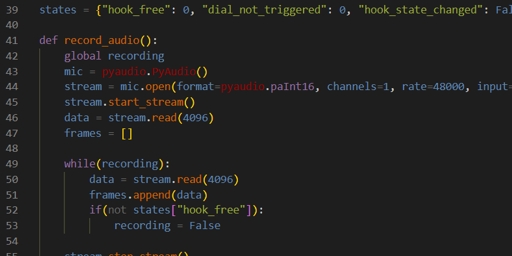 39 states = {"hook_free": 0, "dial_not_triggered": 0, "hook_state_changed":
40
41 def record_audio():
42 global recording
43 mic = pyaudio.PyAudio()
44 stream = mic.open(format=pyaudio.paInt16, channels=1, rate=48000, input=
45 stream.start_stream()
46 data = stream.read(4096)
47 frames = []
48
49 while(recording):
50 data = stream.read(4096)
51 frames.append(data)
52 if(not states["hook_free"]):
53 recording = False
54
55 stream.stop_stream()